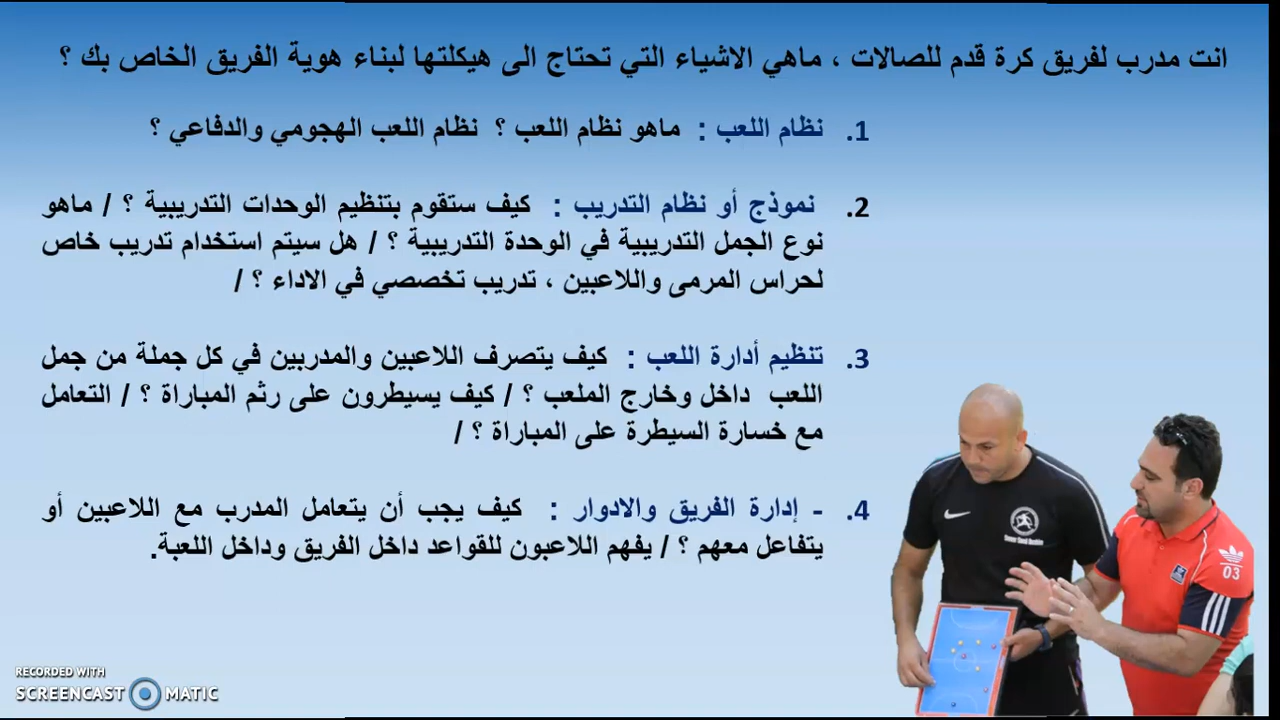 انت مدرب لفريق كرة قدم للصالات ، ماهي الاشياء التي تحتاج الى هيكلتها لبناء هوية الفريق الخاص بك ؟
1. نظام اللعب : ماهو نظام اللعب ؟ نظام اللعب الهجومي والدفاعي ؟
2. نموذج أو نظام التدريب : كيف ستقوم بتنظيم الوحدات التدريبية ؟ / ماهو
نوع الجمل التدريبية في الوحدة التدريبية ؟ / هل سيتم استخدام تدريب خاص
لحراس المرمى واللاعبين ، تدريب تخصصي في الاداء ؟ /
3. تنظيم أدارة اللعب : كيف يتصرف اللاعبين والمدربين في كل جملة من جمل
اللعب داخل وخارج الملعب ؟ / كيف يسيطرون على رثم المباراة ؟ / التعامل
مع خسارة السيطرة على المباراة ؟ /
4. - إدارة الفريق والادوار : كيف يجب أن يتعامل المدرب مع اللاعبين أو
يتفاعل معهم ؟ / يفهم اللاعبون للقواعد داخل الفريق وداخل اللعبة.
03
RECORDED WITH
SCREENCAST MATIC